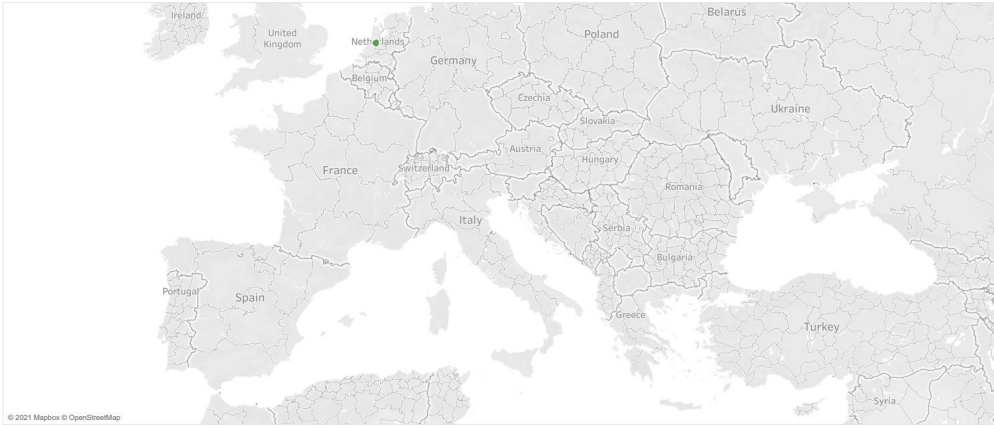 Ireland
Belarus
United
Kingdom
Netherlands
Poland
Germany
Belgium
Czechia
Ukraine
Slovakia
Austria
Hungary
France
Switzerland
Romania
Italy
Serbia
Bulgaria
Portugal
Spain
Greece
Turkey
Syria
© 2021 Mapbox © OpenStreetMap